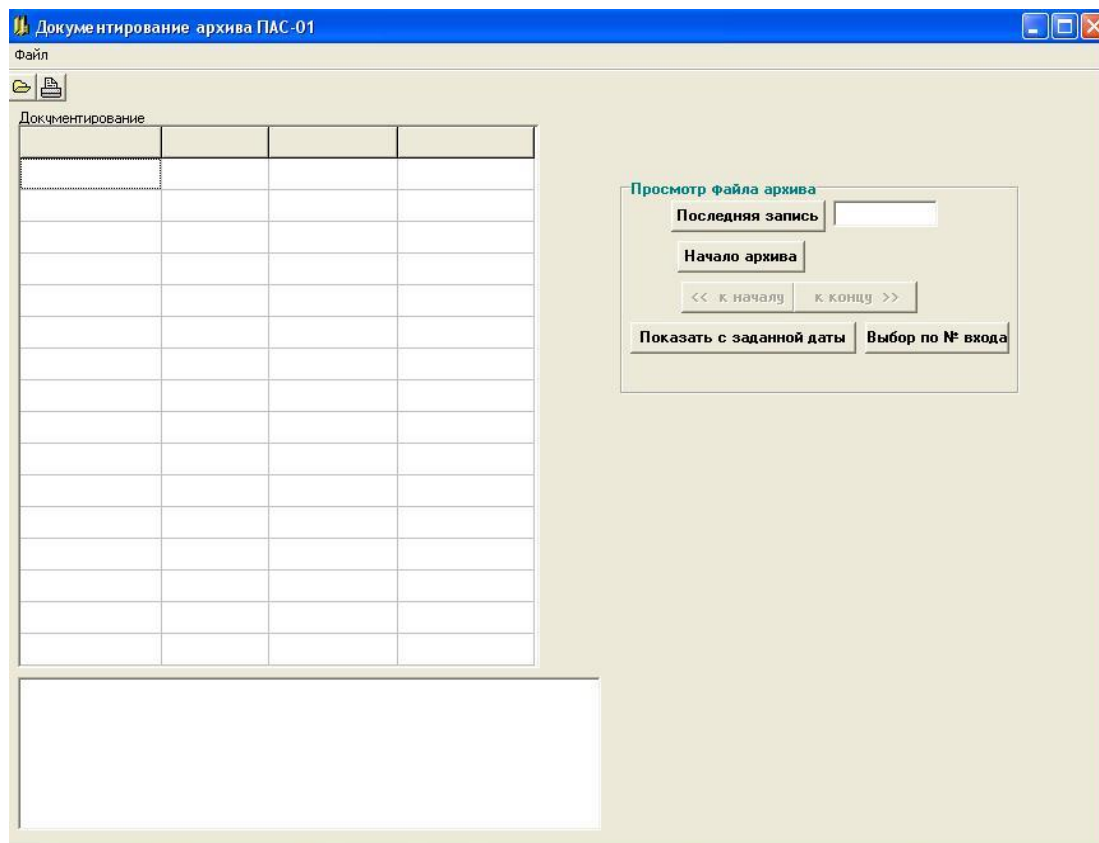 Документирование архива ПАС-01
Файл
Документирование
Просмотр файла архива
Последняя запись
Начало архива
<< к началу к концу >>
Показать с заданной даты Выбор по № входа